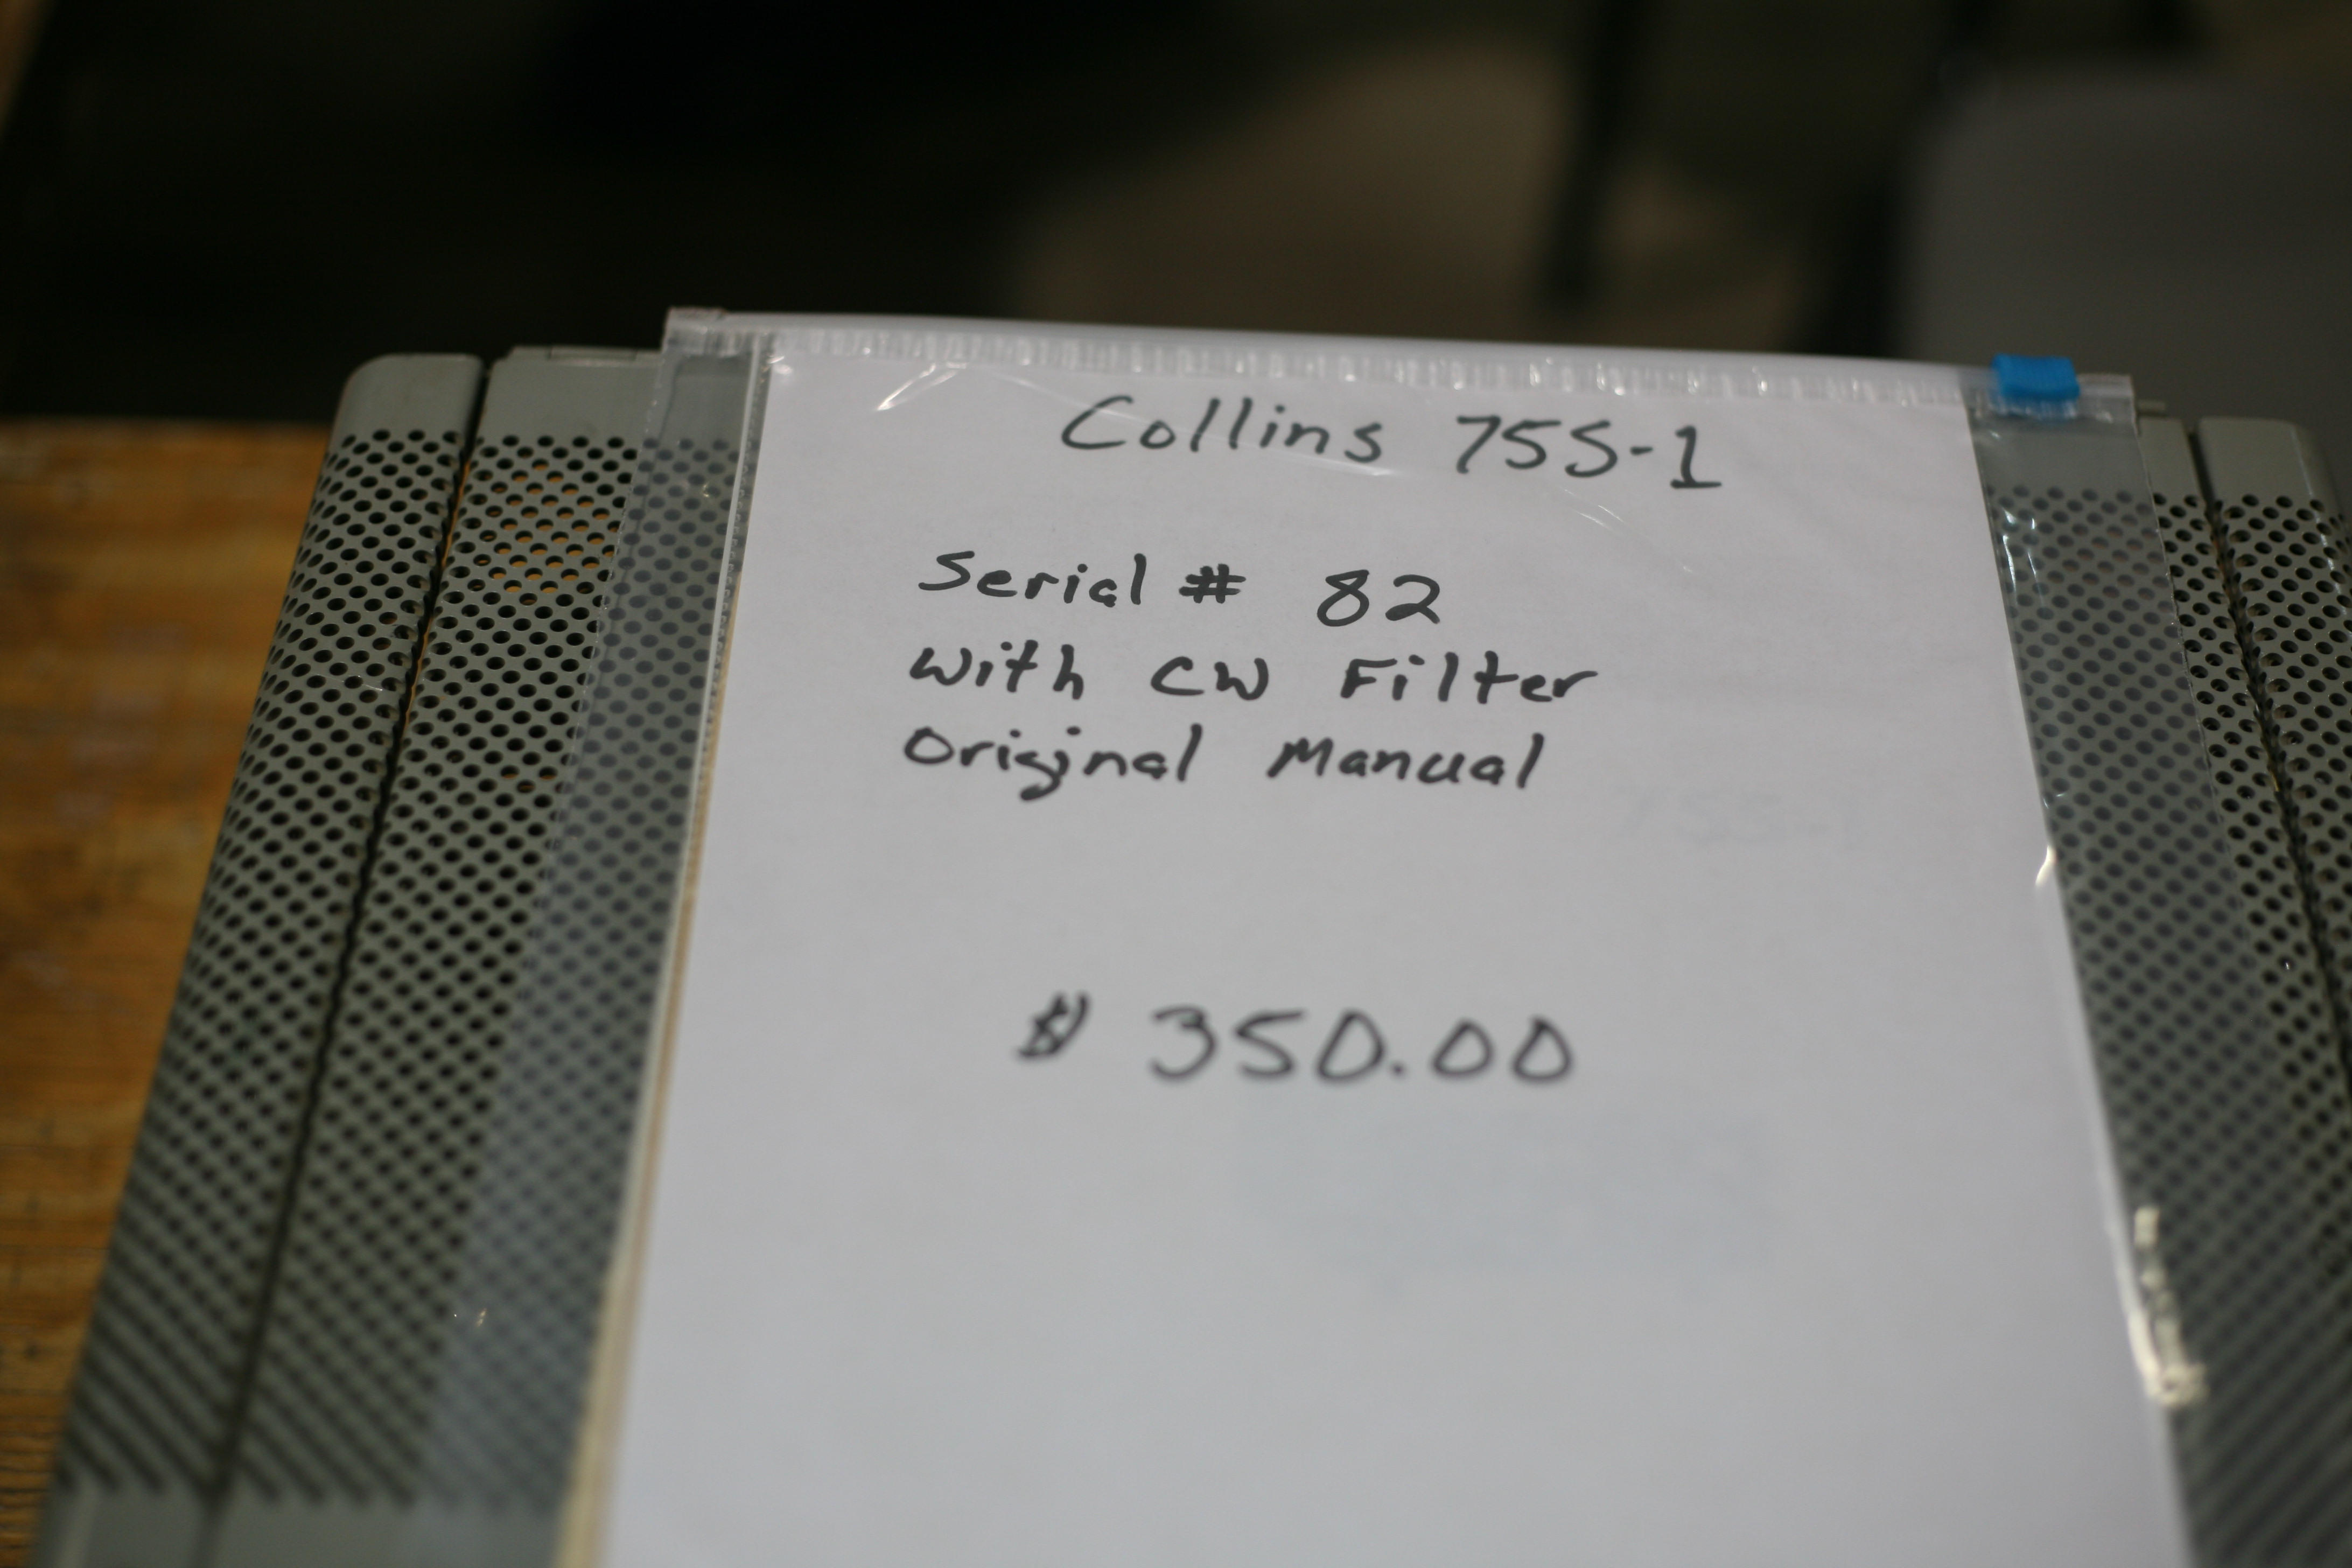 Collins 75S-1
Serial # 82
with CW Filter
Original Manual
$ 350.00